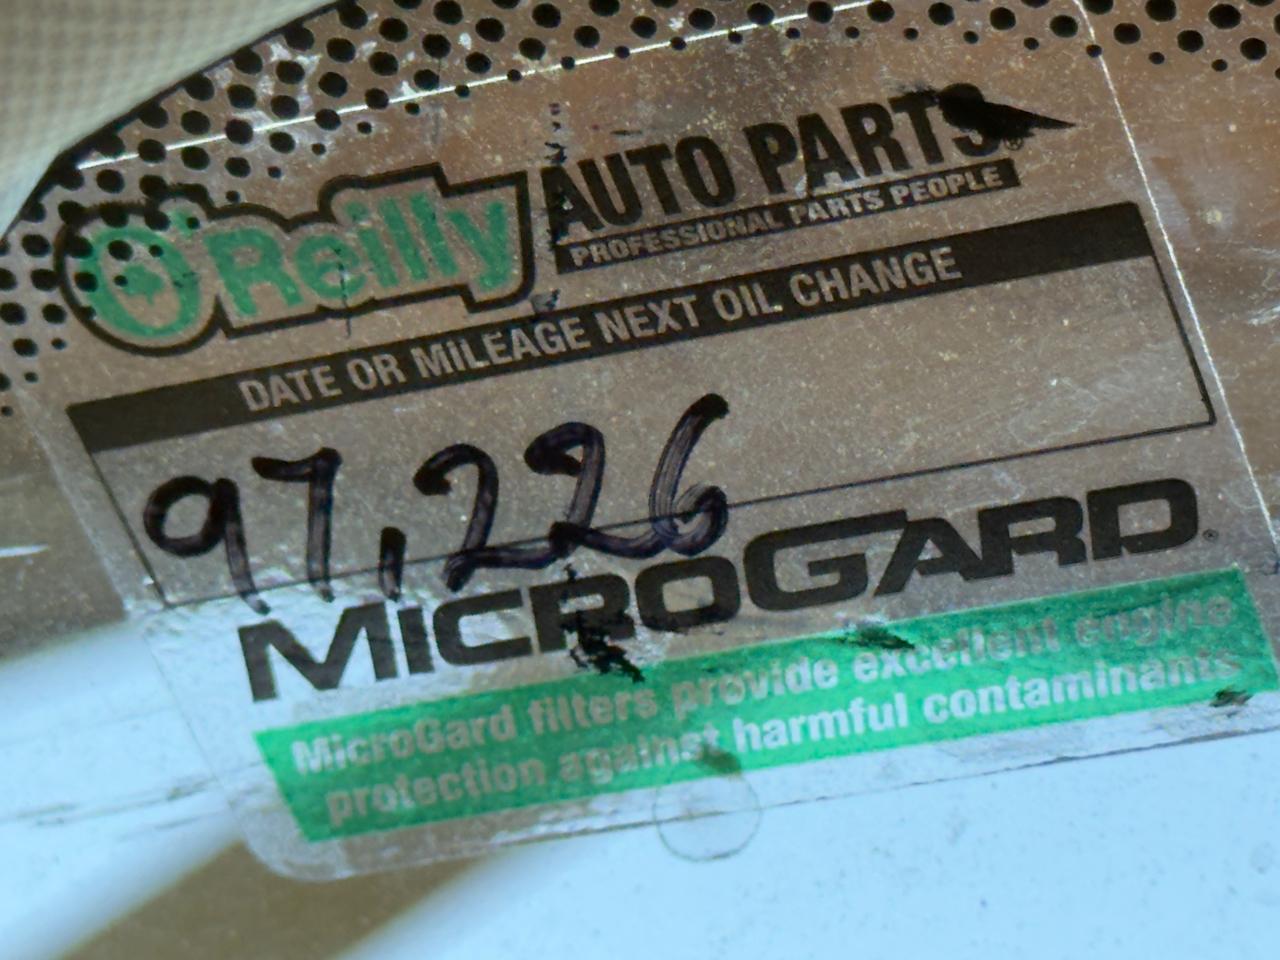 O'Reilly AUTO PARTS®
PROFESSIONAL PARTS PEOPLE
DATE OR MiLEAGE NEXT OIL CHANGE
97,226
MICROGARD®
MicroGard filters provide excellent engine
protection against harmful contaminants